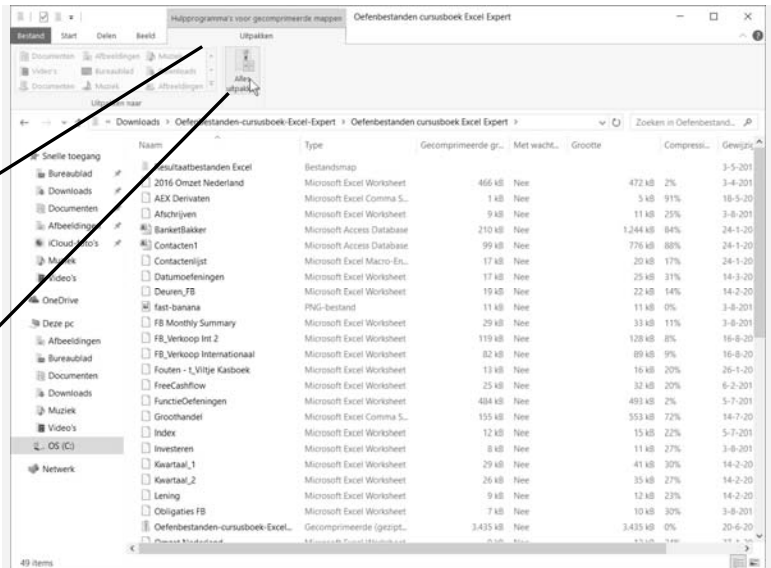 Hulpprogramma's voor gecomprimeerde mappen
Oefenbestanden cursusboek Excel Expert
Bestand Start Delen Beeld Uitpakken
Documenten Afbeeldingen Muziek
Video's Bureaublad Downloads
Documenten Muziek Afbeeldingen
Alles uitpakken
Uitpakken naar
« Downloads › Oefenbestanden-cursusboek-Excel-Expert › Oefenbestanden cursusboek Excel Expert › Zoeken in Oefenbestand...
Naam Type Gecomprimeerde gr... Met wacht... Grootte Compressi... Gewijzig
Snelle toegang
Bureaublad
Downloads
Documenten
Afbeeldingen
iCloud-foto's
Muziek
Video's
OneDrive
Deze pc
Afbeeldingen
Bureaublad
Documenten
Downloads
Muziek
Video's
OS (C:)
Netwerk
Resultaatbestanden Excel Bestandsmap 3-5-201
2016 Omzet Nederland Microsoft Excel Worksheet 466 kB Nee 472 kB 2% 3-4-201
AEX Derivaten Microsoft Excel Comma S... 1 kB Nee 5 kB 91% 18-5-20
Afschrijven Microsoft Excel Worksheet 9 kB Nee 11 kB 25% 3-8-201
BanketBakker Microsoft Access Database 210 kB Nee 1.244 kB 84% 24-1-20
Contacten1 Microsoft Access Database 99 kB Nee 776 kB 88% 24-1-20
Contactenlijst Microsoft Excel Macro-En... 17 kB Nee 20 kB 17% 24-1-20
Datumoefeningen Microsoft Excel Worksheet 17 kB Nee 25 kB 31% 14-3-20
Deuren_FB Microsoft Excel Worksheet 19 kB Nee 22 kB 14% 14-2-20
fast-banana PNG-bestand 11 kB Nee 11 kB 0% 3-8-201
FB Monthly Summary Microsoft Excel Worksheet 29 kB Nee 33 kB 11% 3-8-201
FB_Verkoop Int 2 Microsoft Excel Worksheet 119 kB Nee 128 kB 8% 16-8-20
FB_Verkoop Internationaal Microsoft Excel Worksheet 82 kB Nee 89 kB 9% 16-8-20
Fouten - t_Viltje Kasboek Microsoft Excel Worksheet 13 kB Nee 16 kB 20% 26-1-20
FreeCashflow Microsoft Excel Worksheet 25 kB Nee 32 kB 20% 6-2-201
FunctieOefeningen Microsoft Excel Worksheet 484 kB Nee 493 kB 2% 5-7-201
Groothandel Microsoft Excel Comma S... 155 kB Nee 553 kB 72% 14-7-20
Index Microsoft Excel Worksheet 12 kB Nee 15 kB 22% 5-7-201
Investeren Microsoft Excel Worksheet 8 kB Nee 11 kB 27% 3-8-201
Kwartaal_1 Microsoft Excel Worksheet 29 kB Nee 41 kB 30% 14-2-20
Kwartaal_2 Microsoft Excel Worksheet 26 kB Nee 35 kB 27% 14-2-20
Lening Microsoft Excel Worksheet 9 kB Nee 12 kB 23% 14-2-20
Obligaties FB Microsoft Excel Worksheet 7 kB Nee 10 kB 30% 3-8-201
Oefenbestanden-cursusboek-Excel... Gecomprimeerde (gezipt... 3.435 kB Nee 3.435 kB 0% 20-6-20
49 items